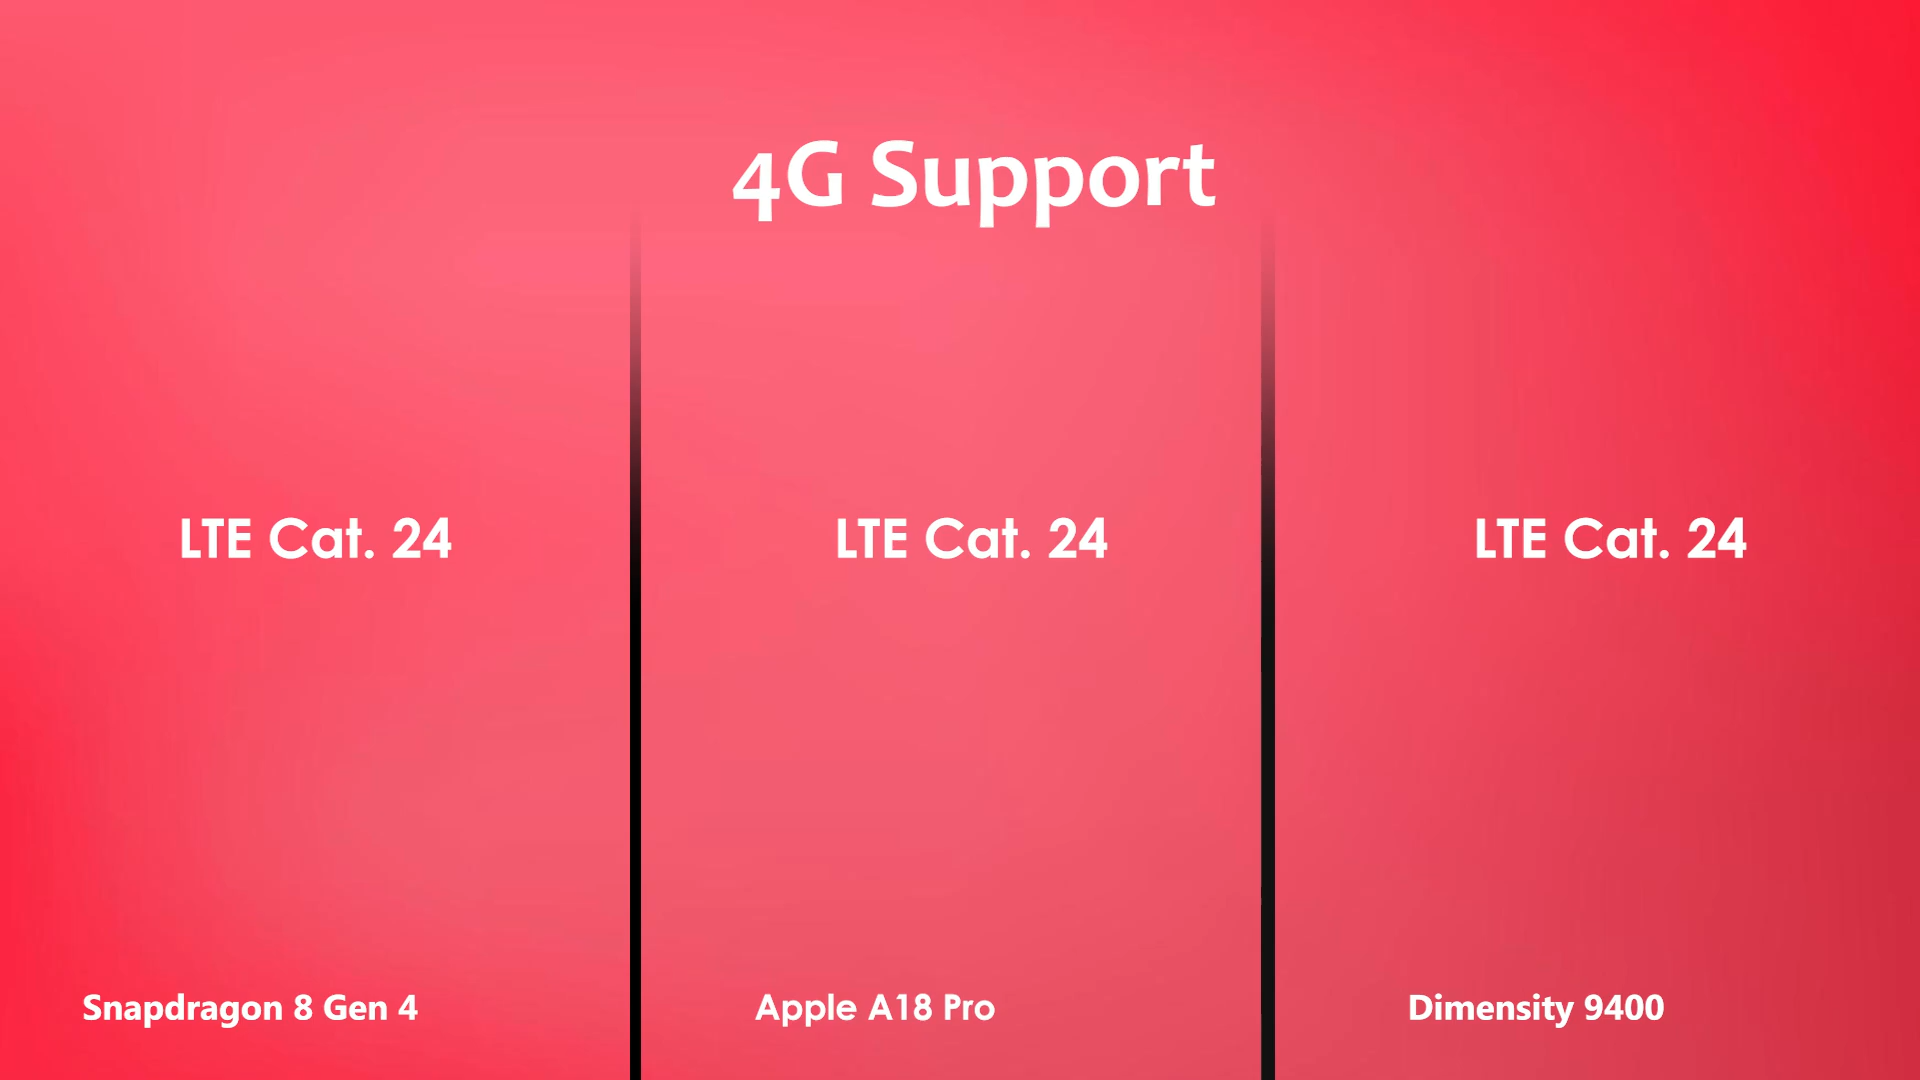 4G Support
LTE Cat. 24
LTE Cat. 24
LTE Cat. 24
Snapdragon 8 Gen 4
Apple A18 Pro
Dimensity 9400